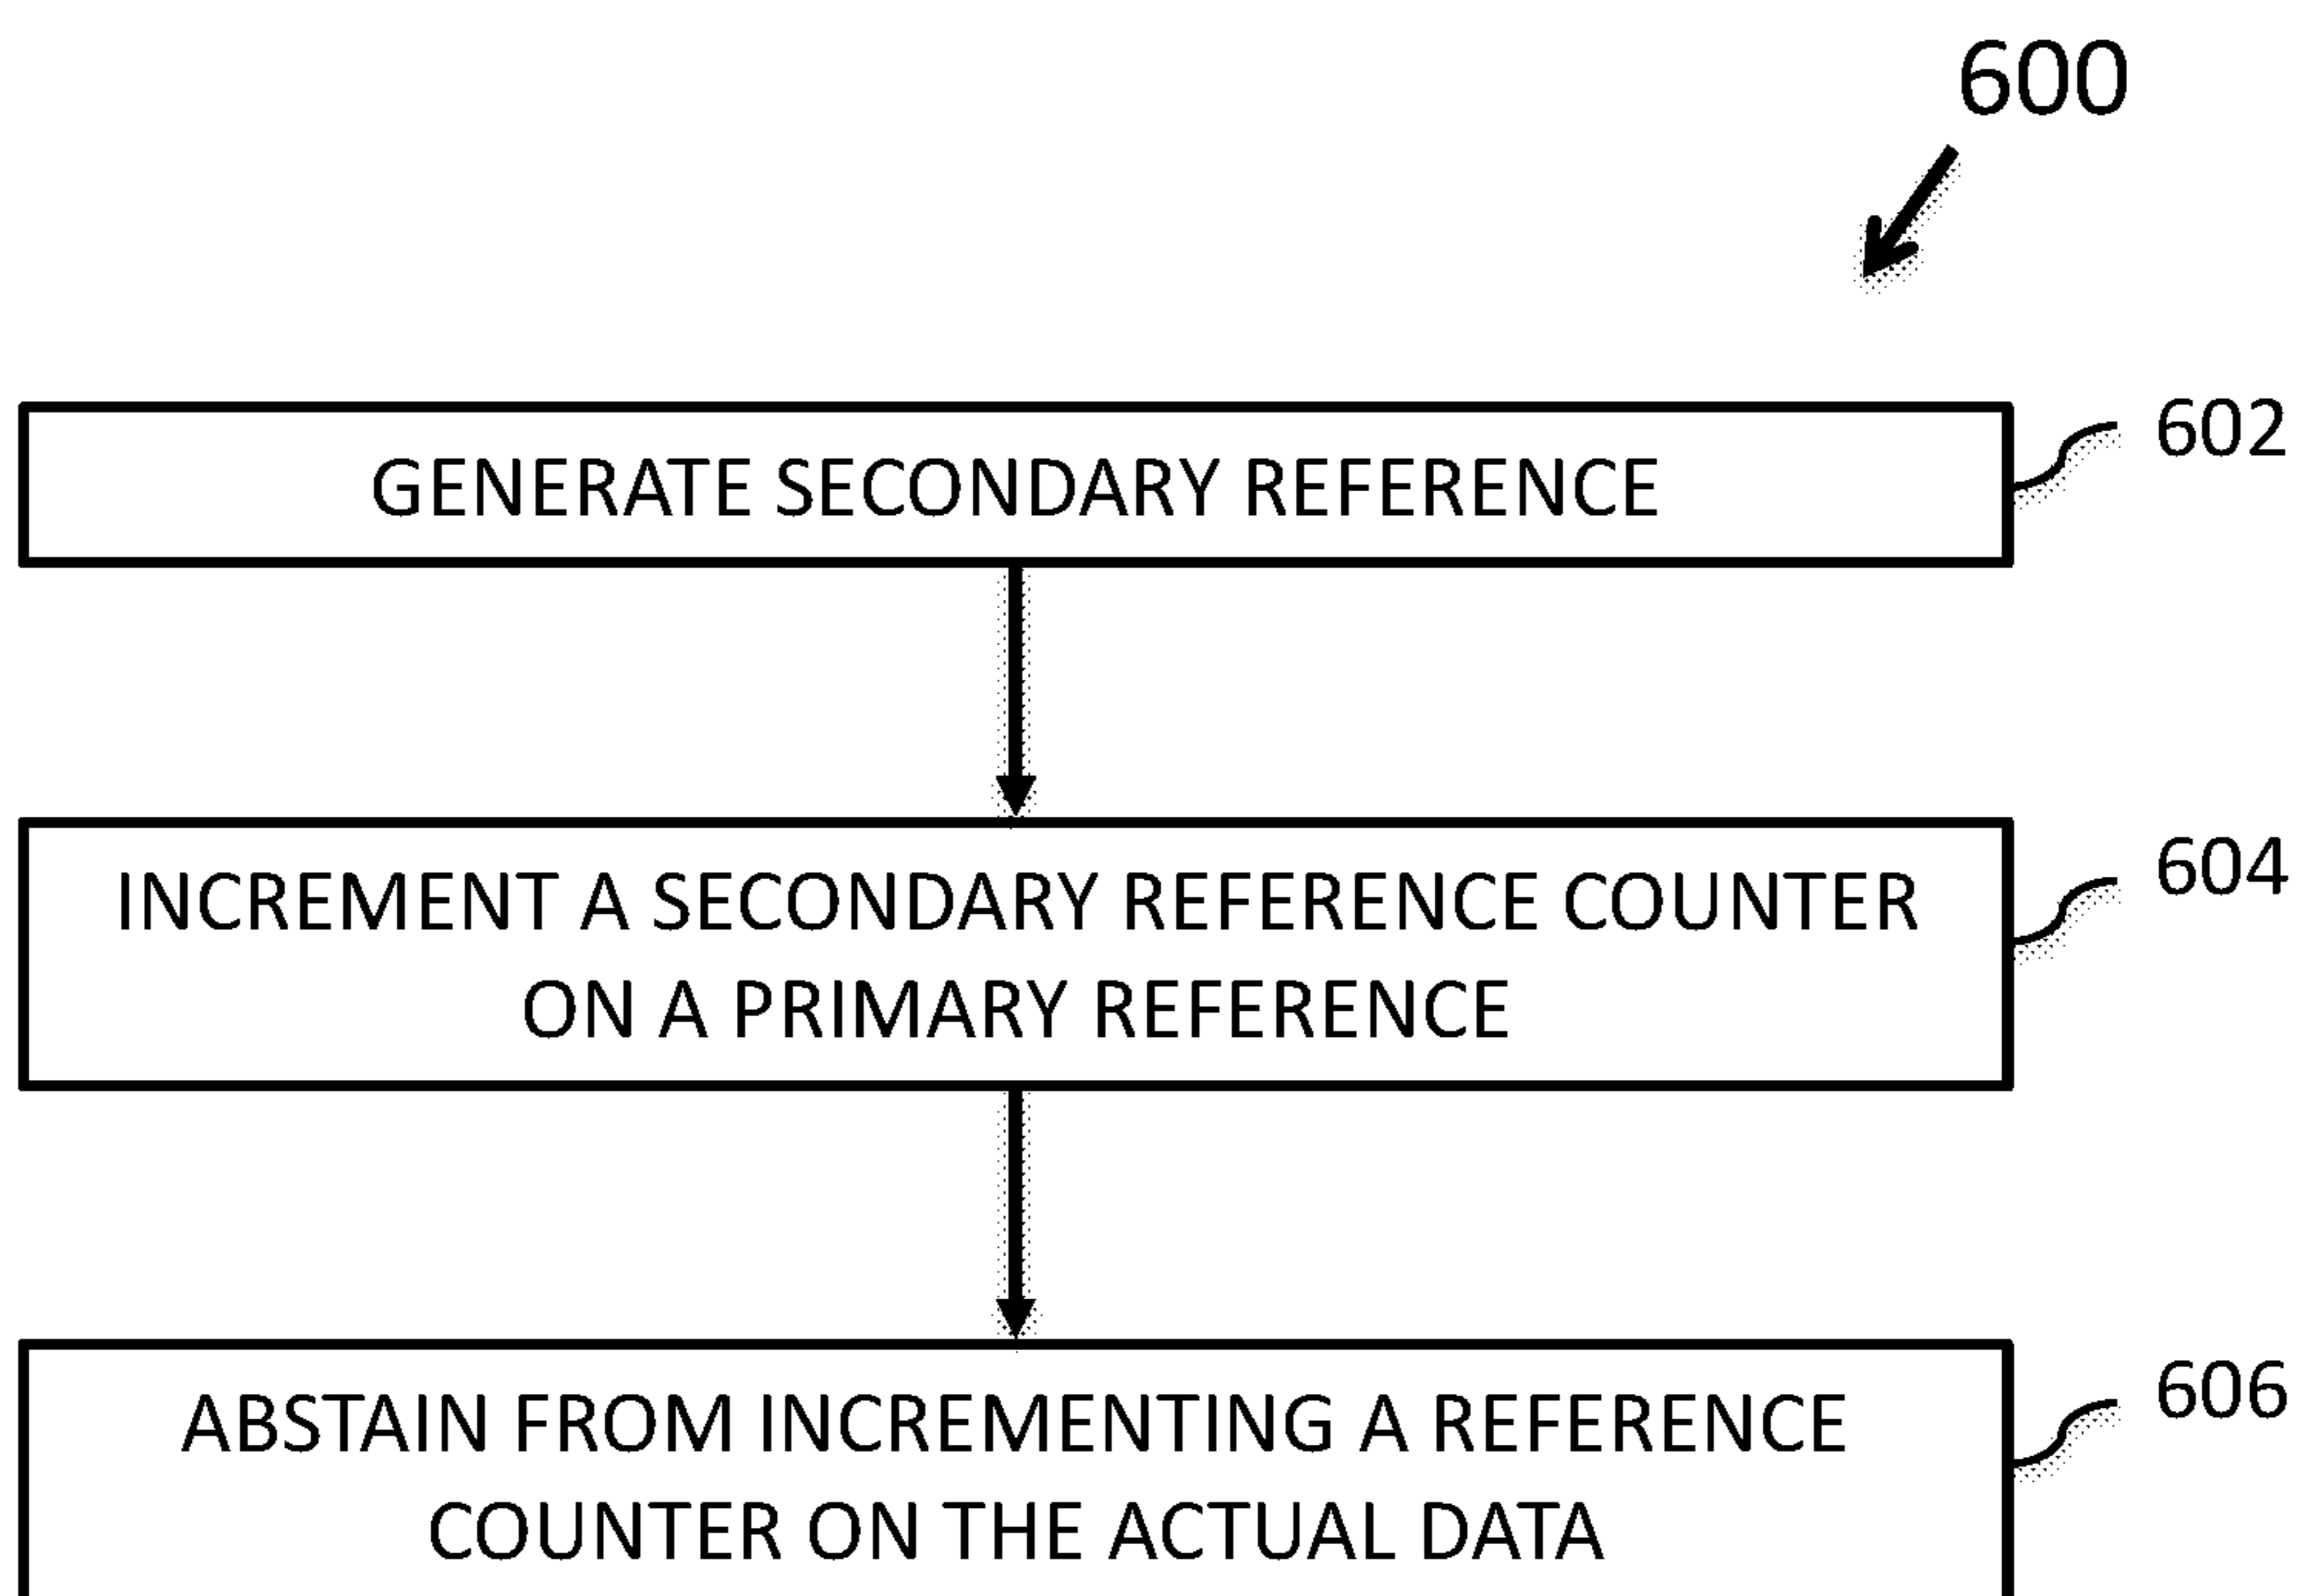 600
GENERATE SECONDARY REFERENCE
602
INCREMENT A SECONDARY REFERENCE COUNTER
ON A PRIMARY REFERENCE
604
ABSTAIN FROM INCREMENTING A REFERENCE
COUNTER ON THE ACTUAL DATA
606